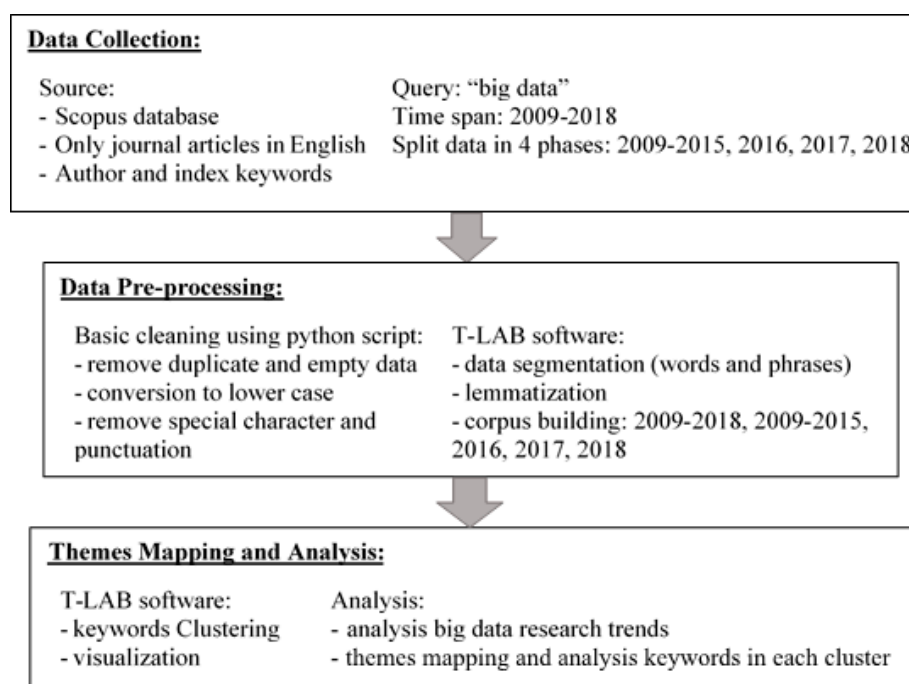 Data Collection:
Source:
- Scopus database
- Only journal articles in English
- Author and index keywords
Query: “big data”
Time span: 2009-2018
Split data in 4 phases: 2009-2015, 2016, 2017, 2018
Data Pre-processing:
Basic cleaning using python script:
- remove duplicate and empty data
- conversion to lower case
- remove special character and
punctuation
T-LAB software:
- data segmentation (words and phrases)
- lemmatization
- corpus building: 2009-2018, 2009-2015,
2016, 2017, 2018
Themes Mapping and Analysis:
T-LAB software:
- keywords Clustering
- visualization
Analysis:
- analysis big data research trends
- themes mapping and analysis keywords in each cluster